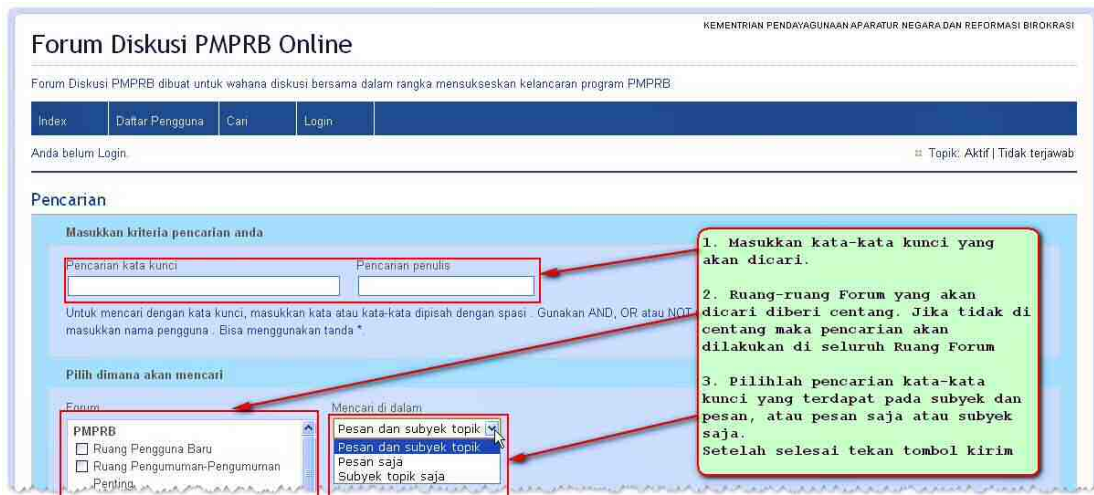 KEMENTRIAN PENDAYAGUNAAN APARATUR NEGARA DAN REFORMASI BIROKRASI
Forum Diskusi PMPRB Online
Forum Diskusi PMPRB dibuat untuk wahana diskusi bersama dalam rangka mensukseskan kelancaran program PMPRB
Index Daftar Pengguna Cari Login
Anda belum Login. Topik: Aktif | Tidak terjawab
Pencarian
Masukkan kriteria pencarian anda
Pencarian kata kunci Pencarian penulis
Untuk mencari dengan kata kunci, masukkan kata atau kata-kata dipisah dengan spasi . Gunakan AND, OR atau NOT
masukkan nama pengguna . Bisa menggunakan tanda *.
Pilih dimana akan mencari
Forum Mencari di dalam
PMPRB
Ruang Pengguna Baru
Ruang Pengumuman-Pengumuman
Penting
Pesan dan subyek topik
Pesan dan subyek topik
Pesan saja
Subyek topik saja
1. Masukkan kata-kata kunci yang
akan dicari.
2. Ruang-ruang Forum yang akan
dicari diberi centang. Jika tidak di
centang maka pencarian akan
dilakukan di seluruh Ruang Forum
3. Pilihlah pencarian kata-kata
kunci yang terdapat pada subyek dan
pesan, atau pesan saja atau subyek
saja.
Setelah selesai tekan tombol kirim